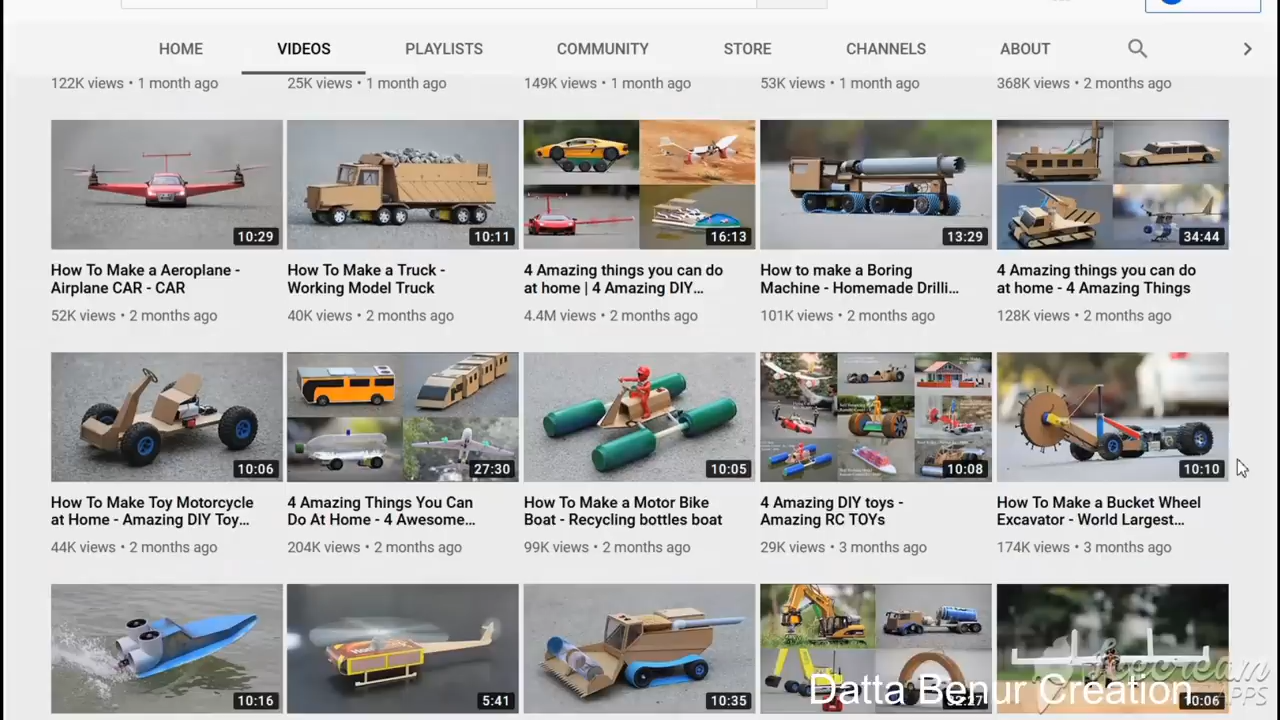 HOME VIDEOS PLAYLISTS COMMUNITY STORE CHANNELS ABOUT
122K views • 1 month ago
25K views • 1 month ago
149K views • 1 month ago
53K views • 1 month ago
368K views • 2 months ago
10:29
How To Make a Aeroplane -
Airplane CAR - CAR
52K views • 2 months ago
10:11
How To Make a Truck -
Working Model Truck
40K views • 2 months ago
16:13
4 Amazing things you can do
at home | 4 Amazing DIY...
4.4M views • 2 months ago
13:29
How to make a Boring
Machine - Homemade Drilli...
101K views • 2 months ago
34:44
4 Amazing things you can do
at home - 4 Amazing Things
128K views • 2 months ago
10:06
How To Make Toy Motorcycle
at Home - Amazing DIY Toy...
44K views • 2 months ago
27:30
4 Amazing Things You Can
Do At Home - 4 Awesome...
204K views • 2 months ago
10:05
How To Make a Motor Bike
Boat - Recycling bottles boat
99K views • 2 months ago
10:08
4 Amazing DIY toys -
Amazing RC TOYs
29K views • 3 months ago
10:10
How To Make a Bucket Wheel
Excavator - World Largest...
174K views • 3 months ago
10:16
5:41
10:35
32:27
10:06
Icecream
APPS
Datta Benur Creation